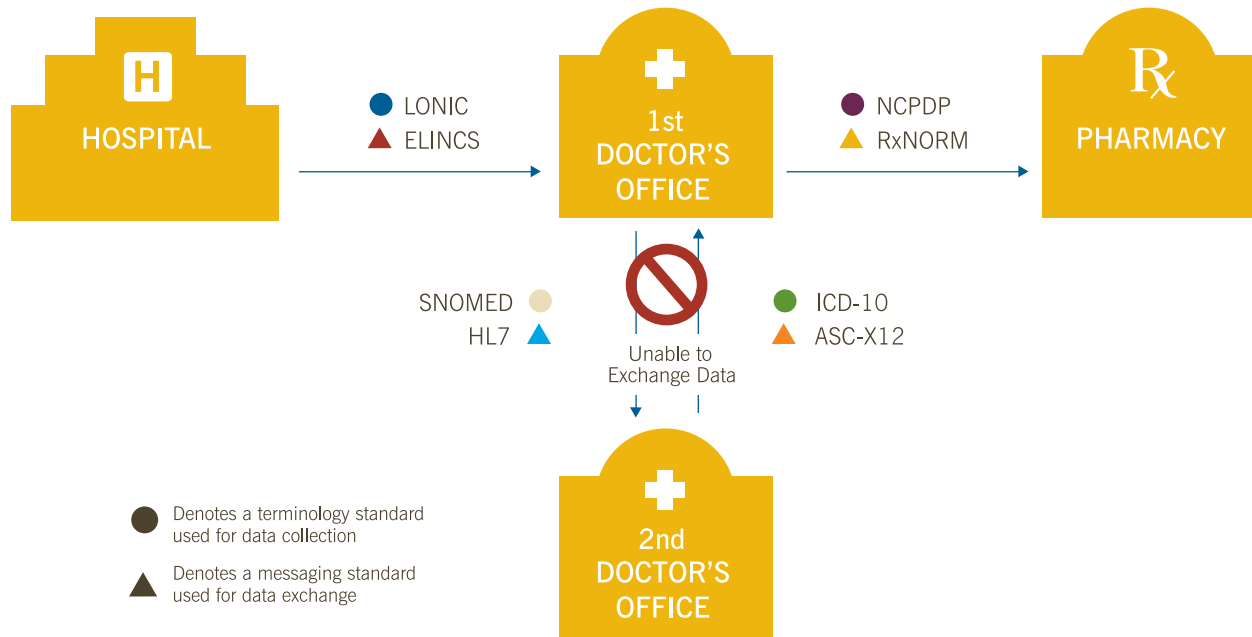 H
HOSPITAL
LONIC
ELINCS
1st
DOCTOR'S
OFFICE
NCPDP
RxNORM
Rx
PHARMACY
SNOMED
HL7
ICD-10
ASC-X12
Unable to
Exchange Data
2nd
DOCTOR'S
OFFICE
Denotes a terminology standard
used for data collection
Denotes a messaging standard
used for data exchange